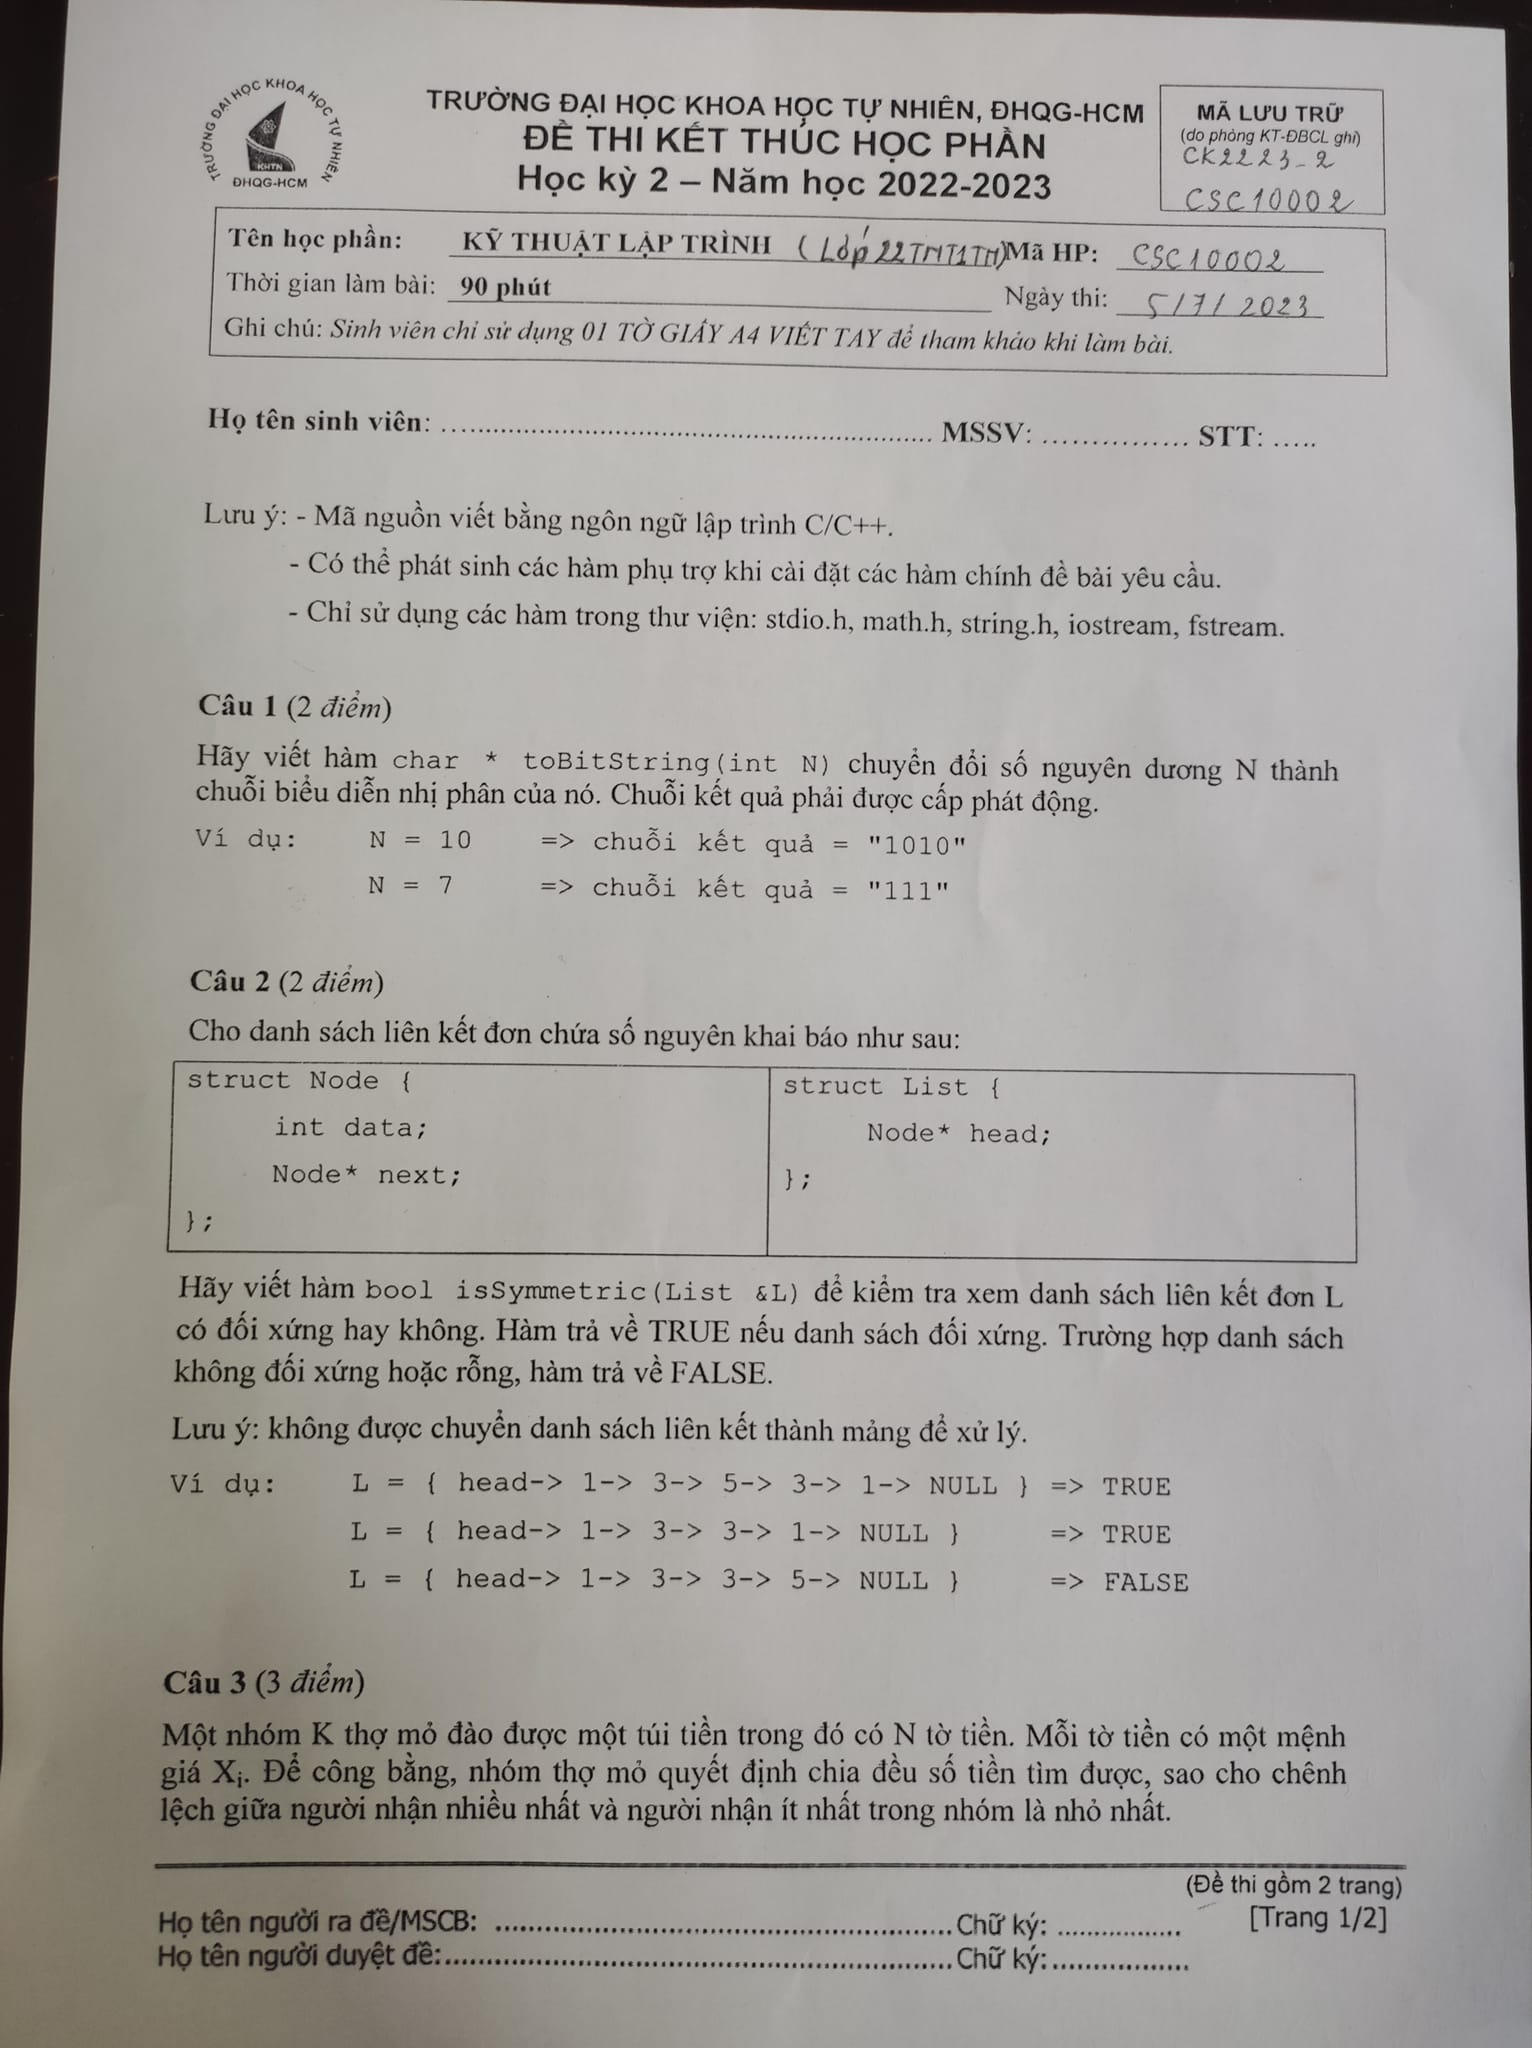 TRƯỜNG ĐẠI HỌC KHOA HỌC TỰ NHIÊN
KHTN
ĐHQG-HCM
TRƯỜNG ĐẠI HỌC KHOA HỌC TỰ NHIÊN, ĐHQG-HCM
ĐỀ THI KẾT THÚC HỌC PHẦN
Học kỳ 2 – Năm học 2022-2023
MÃ LƯU TRỮ
(do phòng KT-ĐBCL ghi)
CK2223-2
CSC10002
Tên học phần: KỸ THUẬT LẬP TRÌNH (Lớp 22TMT1TH) Mã HP: CSC10002
Thời gian làm bài: 90 phút Ngày thi: 5/7/2023
Ghi chú: Sinh viên chỉ sử dụng 01 TỜ GIẤY A4 VIẾT TAY để tham khảo khi làm bài.
Họ tên sinh viên: ........................................................................ MSSV: ................ STT: .....
Lưu ý: - Mã nguồn viết bằng ngôn ngữ lập trình C/C++.
- Có thể phát sinh các hàm phụ trợ khi cài đặt các hàm chính đề bài yêu cầu.
- Chỉ sử dụng các hàm trong thư viện: stdio.h, math.h, string.h, iostream, fstream.
Câu 1 (2 điểm)
Hãy viết hàm char * toBitString(int N) chuyển đổi số nguyên dương N thành
chuỗi biểu diễn nhị phân của nó. Chuỗi kết quả phải được cấp phát động.
Ví dụ: N = 10 => chuỗi kết quả = "1010"
N = 7 => chuỗi kết quả = "111"
Câu 2 (2 điểm)
Cho danh sách liên kết đơn chứa số nguyên khai báo như sau:
struct Node {
int data;
Node* next;
};
struct List {
Node* head;
};
Hãy viết hàm bool isSymmetric(List &L) để kiểm tra xem danh sách liên kết đơn L
có đối xứng hay không. Hàm trả về TRUE nếu danh sách đối xứng. Trường hợp danh sách
không đối xứng hoặc rỗng, hàm trả về FALSE.
Lưu ý: không được chuyển danh sách liên kết thành mảng để xử lý.
Ví dụ: L = { head-> 1-> 3-> 5-> 3-> 1-> NULL } => TRUE
L = { head-> 1-> 3-> 3-> 1-> NULL } => TRUE
L = { head-> 1-> 3-> 3-> 5-> NULL } => FALSE
Câu 3 (3 điểm)
Một nhóm K thợ mỏ đào được một túi tiền trong đó có N tờ tiền. Mỗi tờ tiền có một mệnh
giá Xi. Để công bằng, nhóm thợ mỏ quyết định chia đều số tiền tìm được, sao cho chênh
lệch giữa người nhận nhiều nhất và người nhận ít nhất trong nhóm là nhỏ nhất.
(Đề thi gồm 2 trang)
Họ tên người ra đề/MSCB: ........................................................ Chữ ký: ................. [Trang 1/2]
Họ tên người duyệt đề:.............................................................. Chữ ký:..................